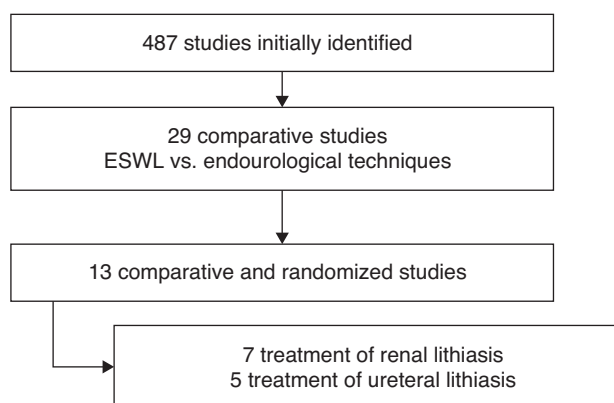 487 studies initially identified
29 comparative studies
ESWL vs. endourological techniques
13 comparative and randomized studies
7 treatment of renal lithiasis
5 treatment of ureteral lithiasis